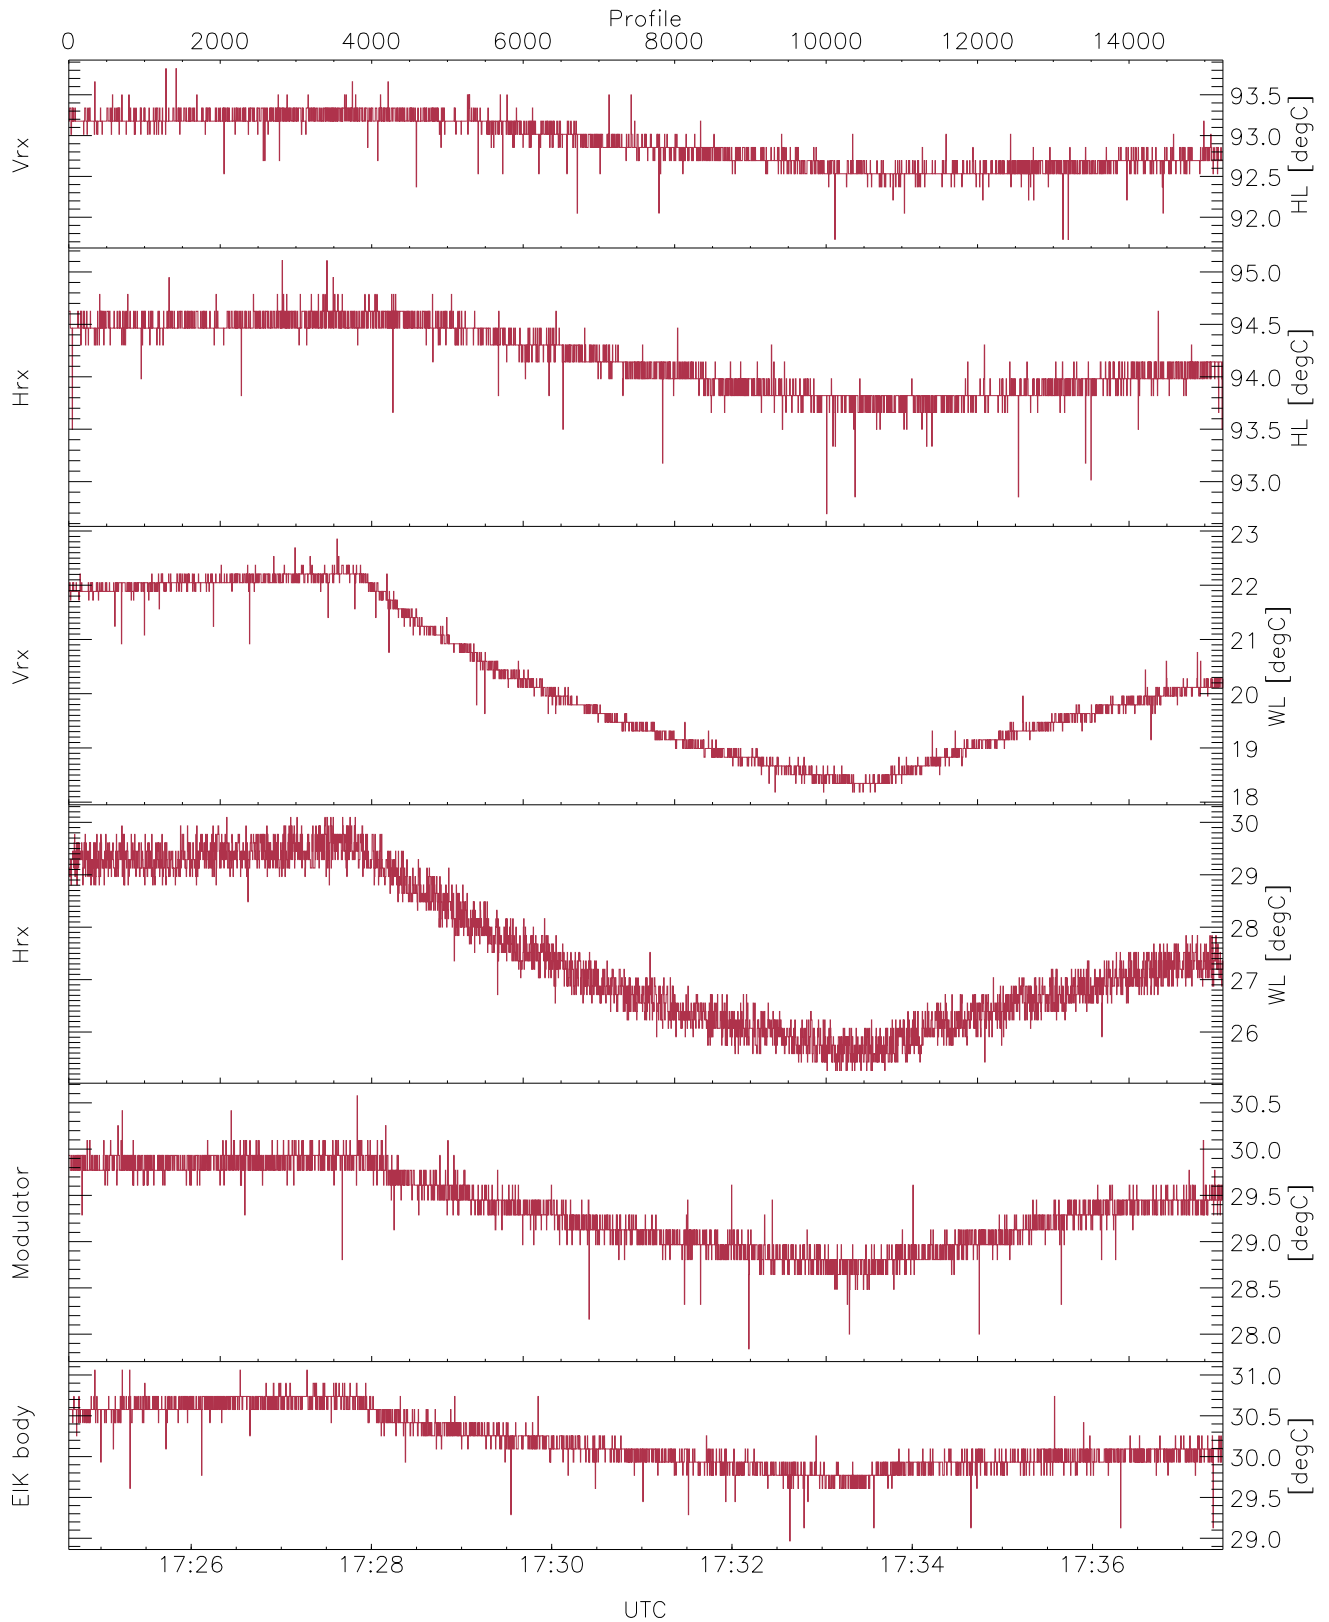 Profile
0 2000 4000 6000 8000 10000 12000 14000
Vrx
93.5
93.0
92.5
92.0
HL [degC]
Hrx
95.0
94.5
94.0
93.5
93.0
HL [degC]
Vrx
23
22
21
20
19
18
WL [degC]
Hrx
30
29
28
27
26
WL [degC]
Modulator
30.5
30.0
29.5
29.0
28.5
28.0
[degC]
EIK body
31.0
30.5
30.0
29.5
29.0
[degC]
17:26 17:28 17:30 17:32 17:34 17:36
UTC